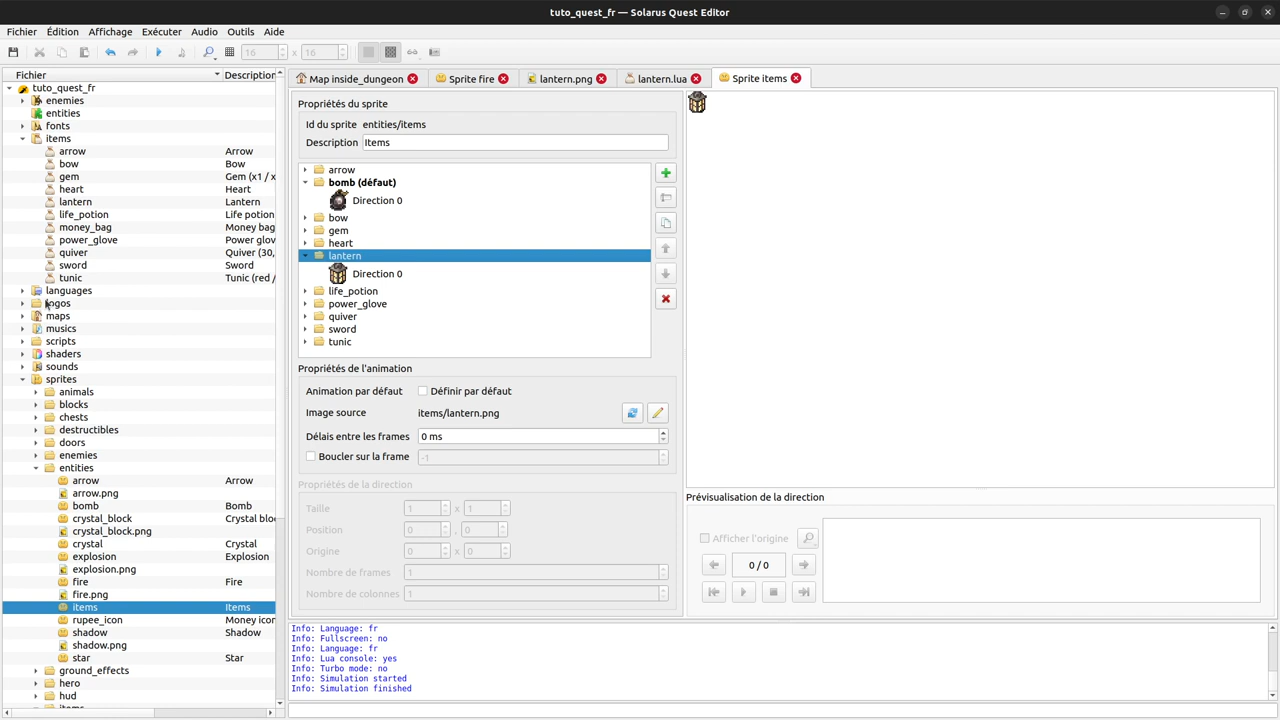 tuto_quest_fr — Solarus Quest Editor
Fichier Édition Affichage Exécuter Audio Outils Aide
16 x 16
Fichier Description
tuto_quest_fr
enemies
entities
fonts
items
arrow Arrow
bow Bow
gem Gem (x1 / x
heart Heart
lantern Lantern
life_potion Life potion
money_bag Money bag
power_glove Power glov
quiver Quiver (30,
sword Sword
tunic Tunic (red /
languages
logos
maps
musics
scripts
shaders
sounds
sprites
animals
blocks
chests
destructibles
doors
enemies
entities
arrow Arrow
arrow.png
bomb Bomb
crystal_block Crystal bloc
crystal_block.png
crystal Crystal
explosion Explosion
explosion.png
fire Fire
fire.png
items Items
rupee_icon Money icon
shadow Shadow
shadow.png
star Star
ground_effects
hero
hud
items
Map inside_dungeon Sprite fire lantern.png lantern.lua Sprite items
Propriétés du sprite
Id du sprite entities/items
Description Items
arrow
bomb (défaut)
Direction 0
bow
gem
heart
lantern
Direction 0
life_potion
power_glove
quiver
sword
tunic
Propriétés de l'animation
Animation par défaut Définir par défaut
Image source items/lantern.png
Délais entre les frames 0 ms
Boucler sur la frame -1
Propriétés de la direction
Taille 1 x 1
Position 0 , 0
Origine 0 x 0
Nombre de frames 1
Nombre de colonnes 1
Prévisualisation de la direction
Afficher l'origine
0 / 0
Info: Language: fr
Info: Fullscreen: no
Info: Language: fr
Info: Lua console: yes
Info: Turbo mode: no
Info: Simulation started
Info: Simulation finished